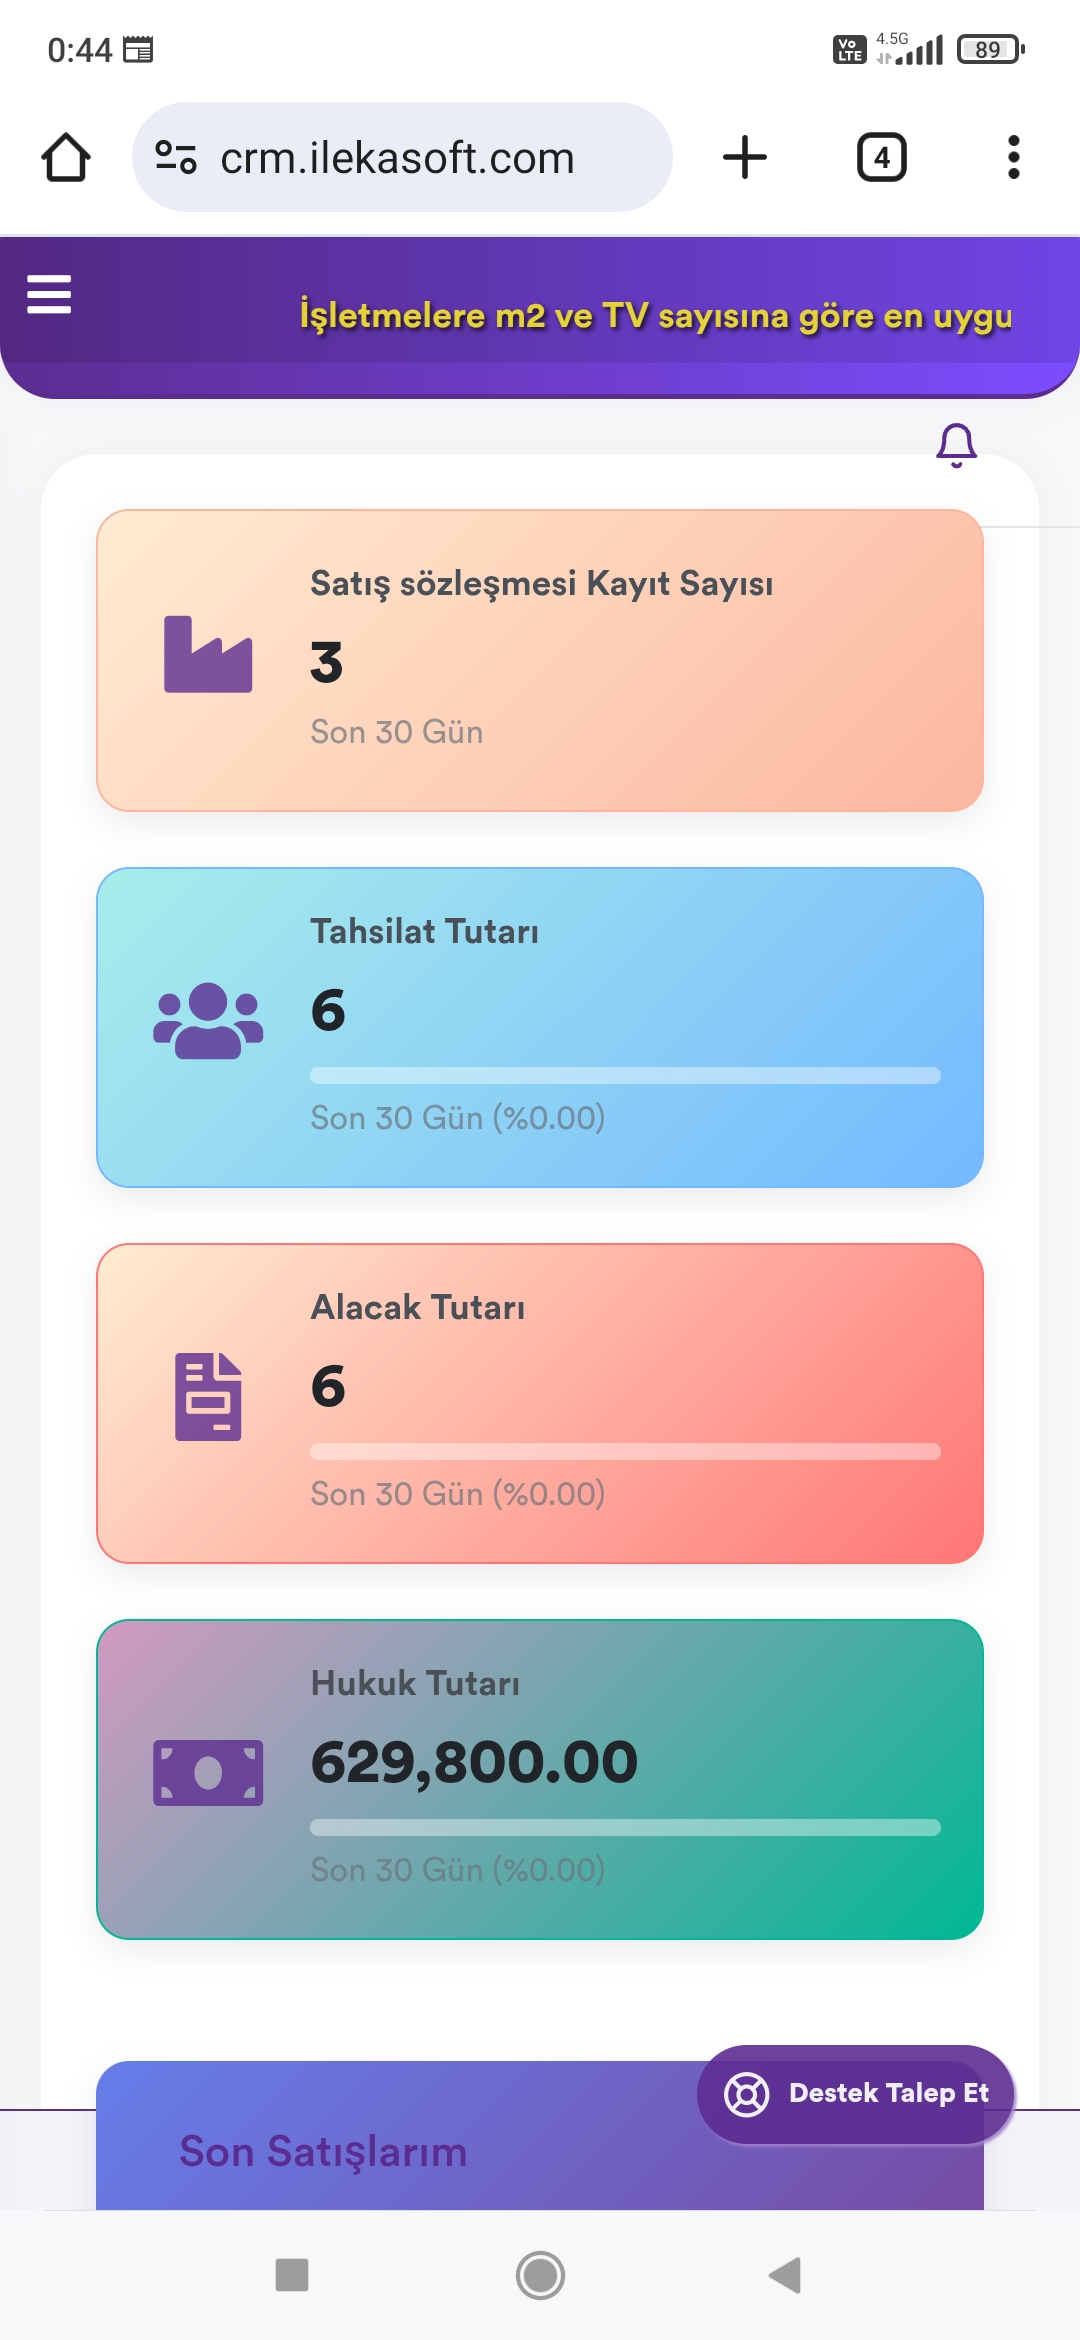 0:44
Vo LTE
4.5G
89
crm.ilekasoft.com
4
İşletmelere m2 ve TV sayısına göre en uygu
Satış sözleşmesi Kayıt Sayısı
3
Son 30 Gün
Tahsilat Tutarı
6
Son 30 Gün (%0.00)
Alacak Tutarı
6
Son 30 Gün (%0.00)
Hukuk Tutarı
629,800.00
Son 30 Gün (%0.00)
Destek Talep Et
Son Satışlarım